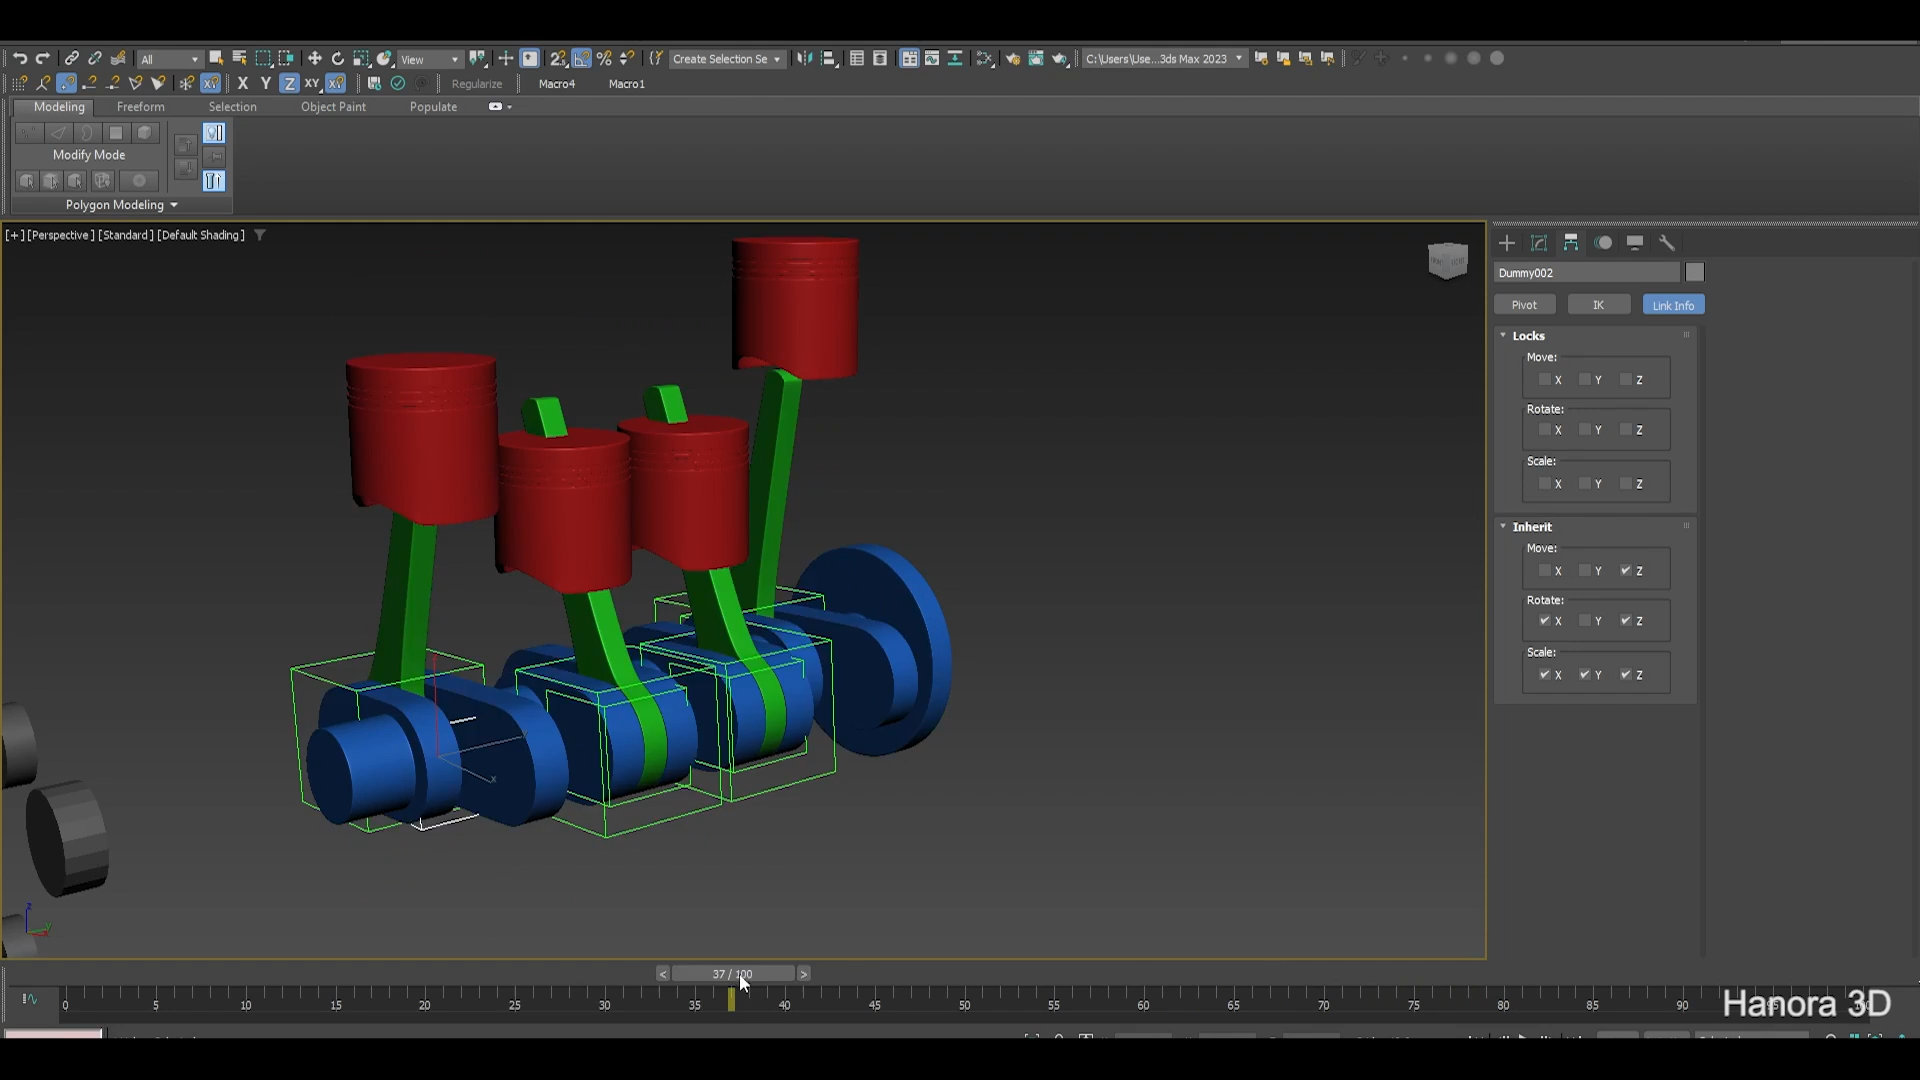 All
View
Create Selection Se
C:\Users\Use...3ds Max 2023
X Y Z XY XY
Regularize
Macro4
Macro1
Modeling Freeform Selection Object Paint Populate
Modify Mode
Polygon Modeling
[+] [Perspective] [Standard] [Default Shading]
Dummy002
Pivot IK Link Info
Locks
Move:
X Y Z
Rotate:
X Y Z
Scale:
X Y Z
Inherit
Move:
X Y Z
Rotate:
X Y Z
Scale:
X Y Z
x
z
< 37 / 100 >
0 5 10 15 20 25 30 35 40 45 50 55 60 65 70 75 80 85 90
Hanora 3D